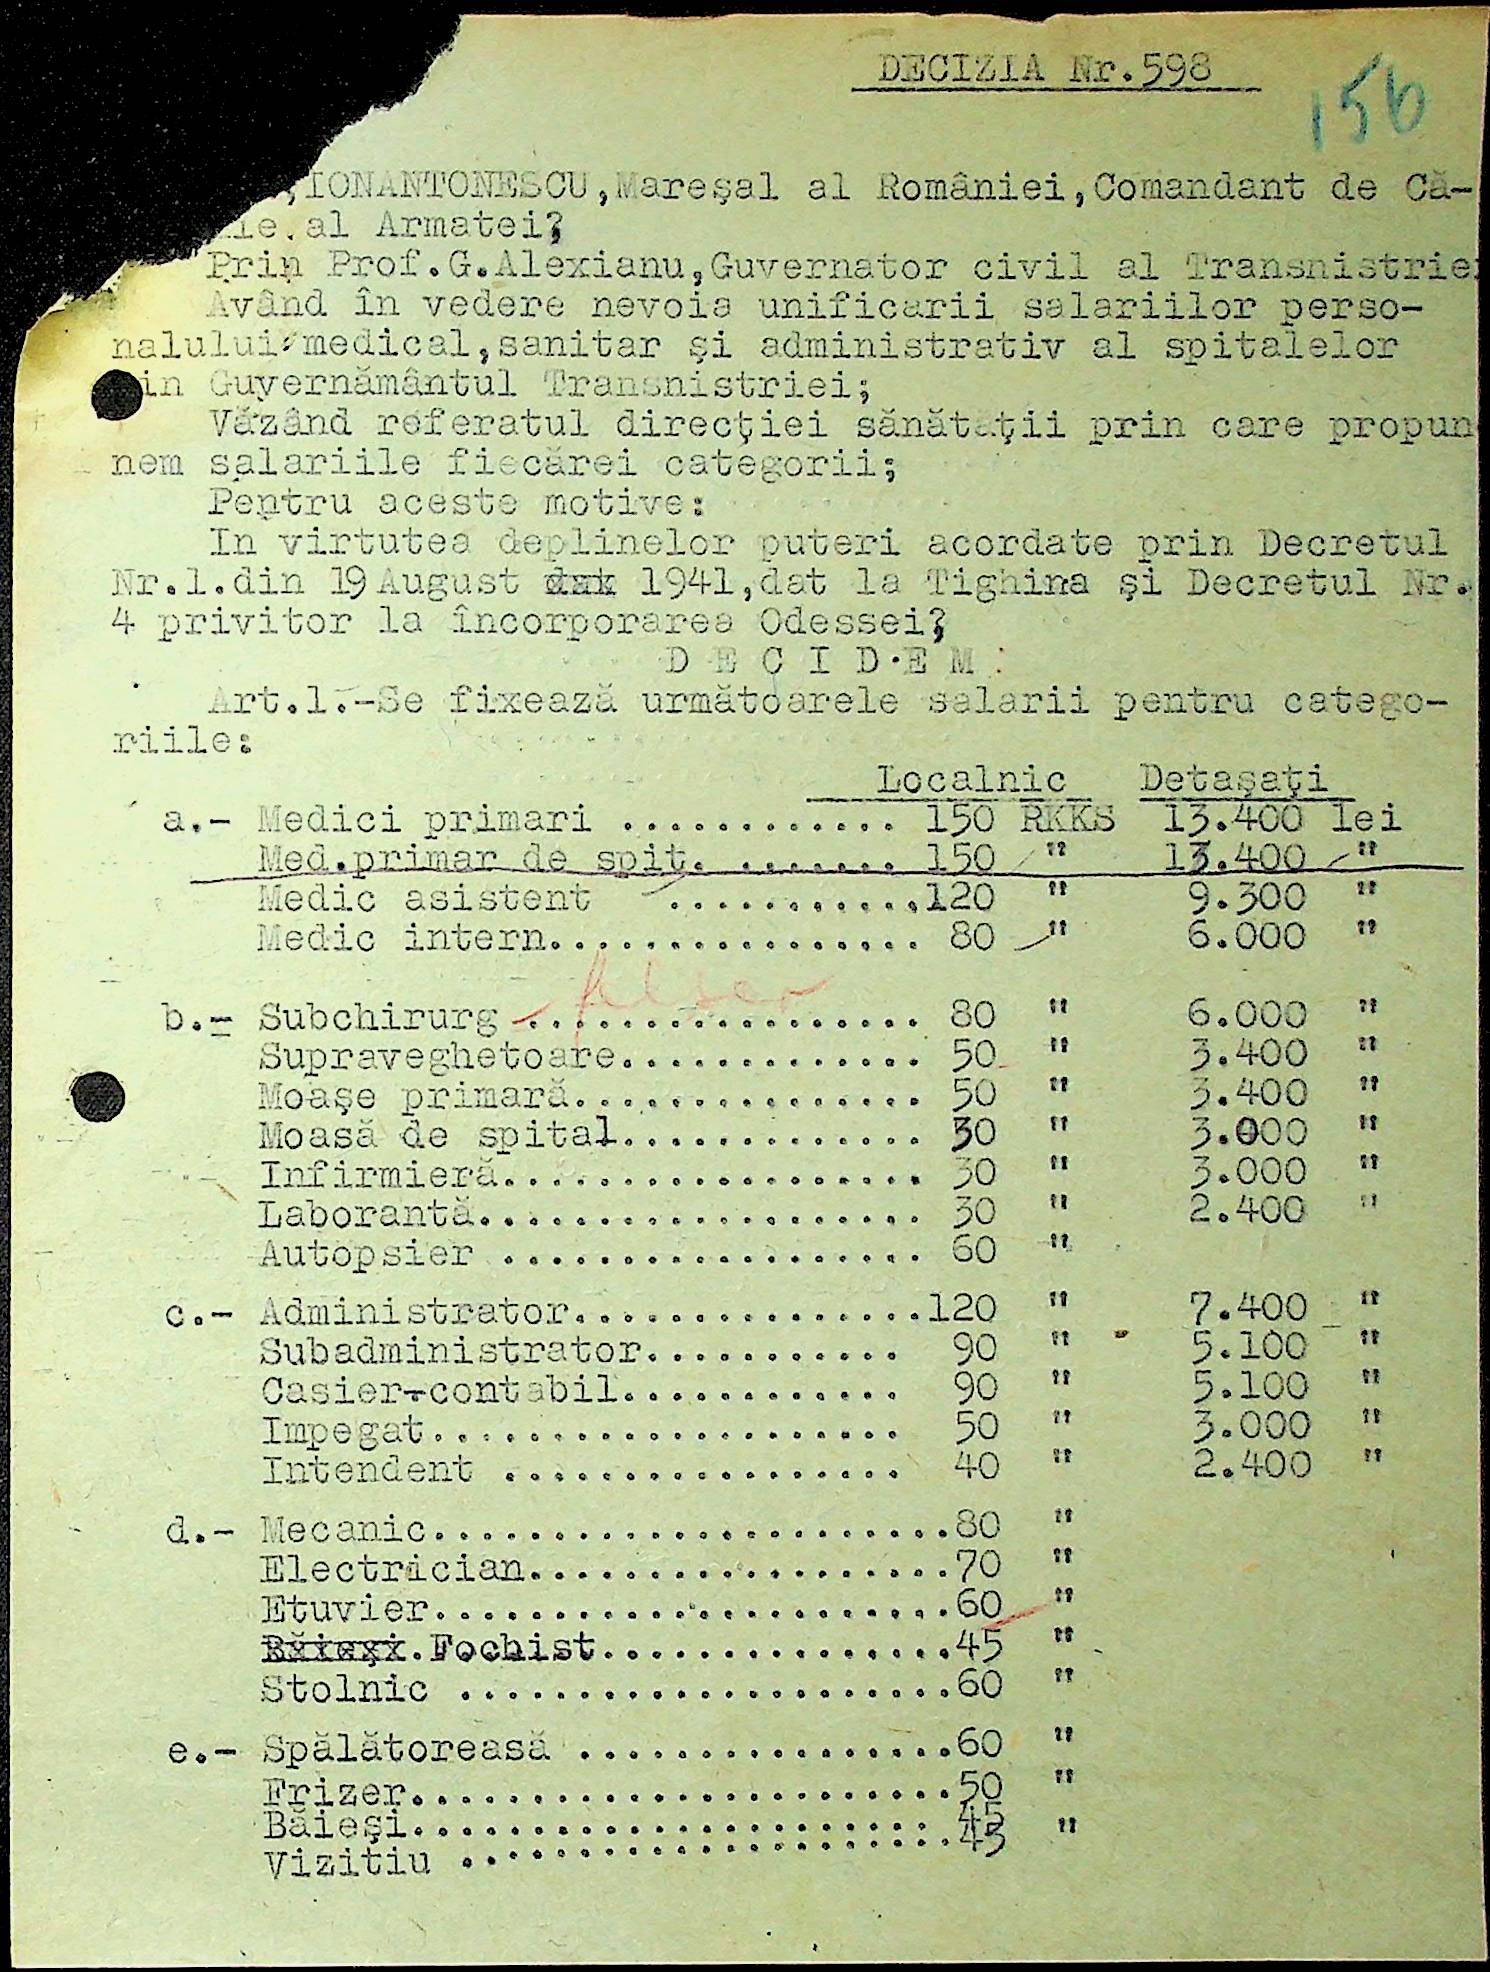 DECIZIA Nr.598
156
,IONANTONESCU,Mareşal al României,Comandant de Că-
ie.al Armatei;
Prin Prof.G.Alexianu,Guvernator civil al Transnistrie
Având în vedere nevoia unificarii salariilor perso-
nalului medical,sanitar şi administrativ al spitalelor
in Guvernământul Transnistriei;
Văzând referatul direcţiei sănătăţii prin care propun
nem salariile fiecărei categorii;
Pentru aceste motive:
In virtutea deplinelor puteri acordate prin Decretul
Nr.1.din 19 August 1941,dat la Tighina şi Decretul Nr.
4 privitor la încorporarea Odessei;
D E C I D E M :
Art.1.-Se fixează următoarele salarii pentru catego-
riile:
Localnic Detaşaţi
a.- Medici primari ............ 150 RKKS 13.400 lei
Med.primar de spit. ....... 150 " 13.400 "
Medic asistent ...........120 " 9.300 "
Medic intern................ 80 " 6.000 "
b.- Subchirurg ................. 80 " 6.000 "
Supraveghetoare............. 50 " 3.400 "
Moaşe primară............... 50 " 3.400 "
Moasă de spital............. 30 " 3.000 "
Infirmieră.................. 30 " 3.000 "
Laborantă................... 30 " 2.400 "
Autopsier .................. 60 "
c.- Administrator...............120 " 7.400 "
Subadministrator........... 90 " 5.100 "
Casier-contabil............ 90 " 5.100 "
Impegat.................... 50 " 3.000 "
Intendent ................. 40 " 2.400 "
d.- Mecanic......................80 "
Electrician..................70 "
Etuvier......................60 "
Băieşi.Fochist...............45 "
Stolnic .....................60 "
e.- Spălătoreasă ................60 "
Frizer.......................50 "
Băieşi...................... 45
Vizitiu .....................45 "